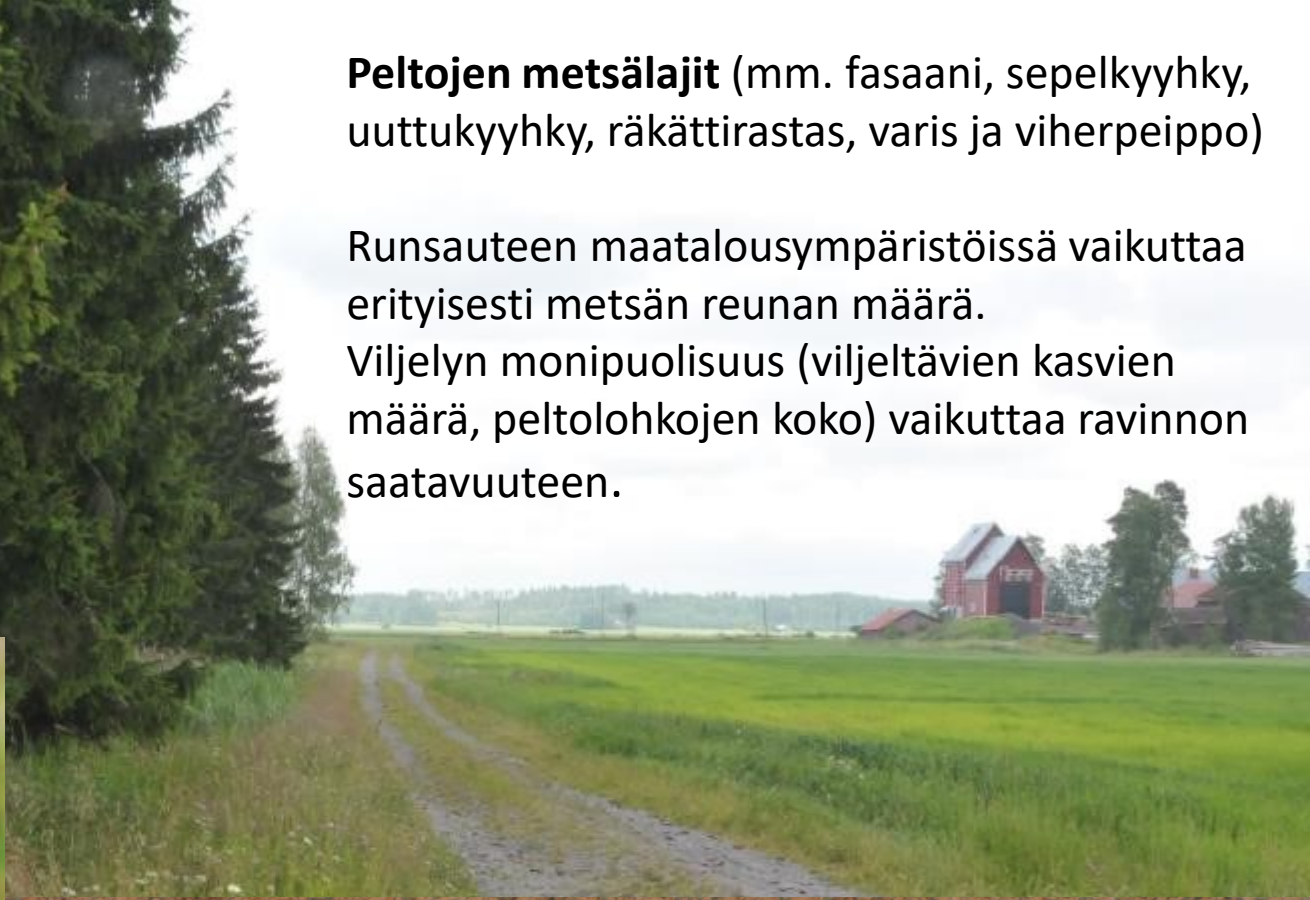 Peltojen metsälajit (mm. fasaani, sepelkyyhky,
uuttukyyhky, räkättirastas, varis ja viherpeippo)
Runsauteen maatalousympäristöissä vaikuttaa
erityisesti metsän reunan määrä.
Viljelyn monipuolisuus (viljeltävien kasvien
määrä, peltolohkojen koko) vaikuttaa ravinnon
saatavuuteen.